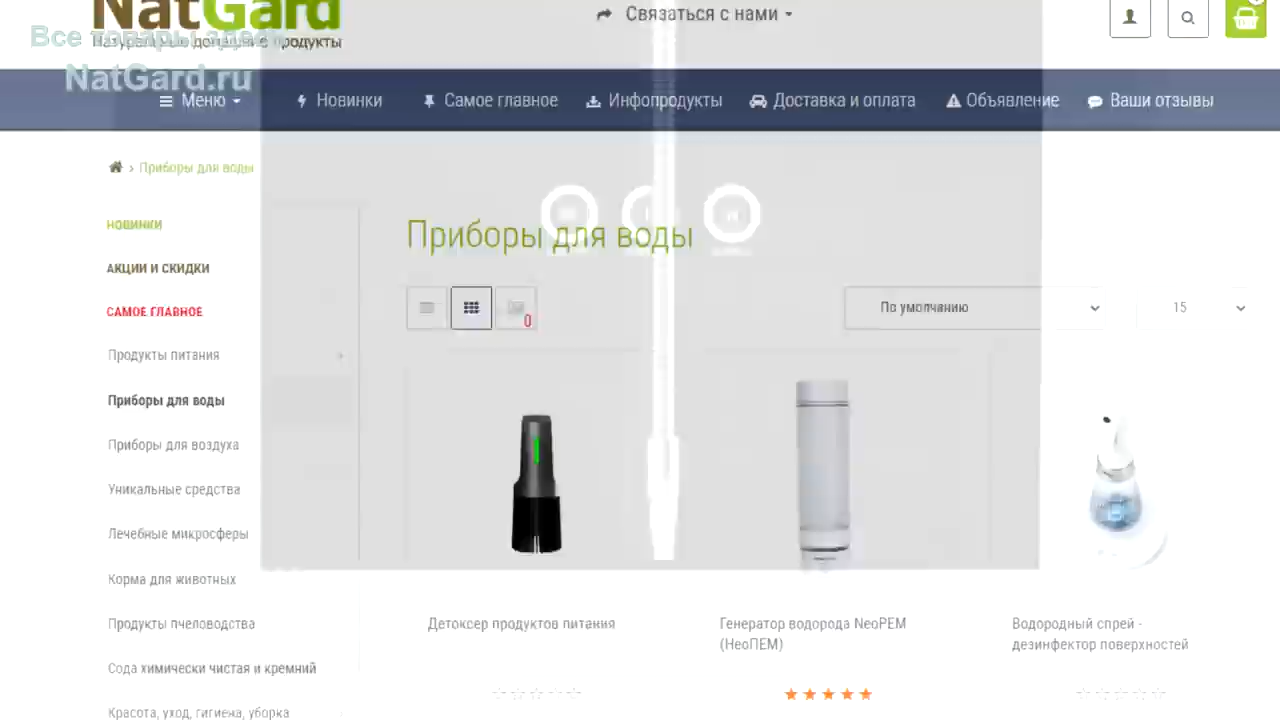 NatGard
Связаться с нами
Все товары здесь
Натуральные домашние продукты
NatGard.ru
Меню
Новинки
Самое главное
Инфопродукты
Доставка и оплата
Объявление
Ваши отзывы
› Приборы для воды
НОВИНКИ
АКЦИИ И СКИДКИ
САМОЕ ГЛАВНОЕ
Продукты питания
Приборы для воды
Приборы для воздуха
Уникальные средства
Лечебные микросферы
Корма для животных
Продукты пчеловодства
Сода химически чистая и кремний
Красота, уход, гигиена, уборка
Приборы для воды
0
По умолчанию
15
Детоксер продуктов питания
Генератор водорода NeoPEM
(НеоПЕМ)
Водородный спрей -
дезинфектор поверхностей